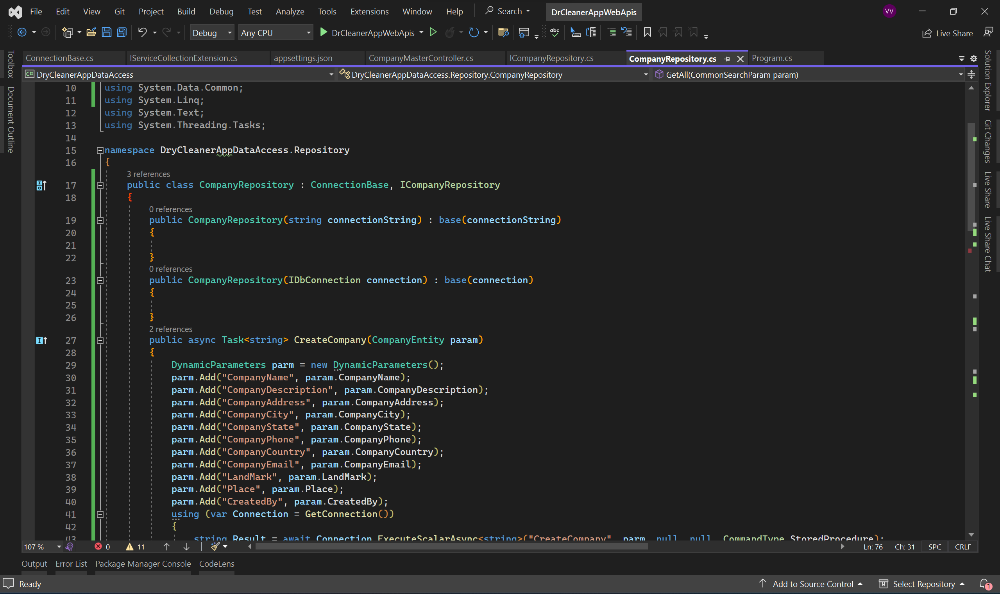 File Edit View Git Project Build Debug Test Analyze Tools Extensions Window Help Search DrCleanerAppWebApis VV
Debug Any CPU DrCleanerAppWebApis abc Live Share
ConnectionBase.cs IServiceCollectionExtension.cs appsettings.json CompanyMasterController.cs ICompanyRepository.cs CompanyRepository.cs Program.cs
C# DryCleanerAppDataAccess DryCleanerAppDataAccess.Repository.CompanyRepository GetAll(CommonSearchParam param)
Toolbox
Document Outline
10 using System.Data.Common;
11 using System.Linq;
12 using System.Text;
13 using System.Threading.Tasks;
14
15 namespace DryCleanerAppDataAccess.Repository
16 {
3 references
17 public class CompanyRepository : ConnectionBase, ICompanyRepository
18 {
0 references
19 public CompanyRepository(string connectionString) : base(connectionString)
20 {
21
22 }
0 references
23 public CompanyRepository(IDbConnection connection) : base(connection)
24 {
25
26 }
2 references
27 public async Task<string> CreateCompany(CompanyEntity param)
28 {
29 DynamicParameters parm = new DynamicParameters();
30 parm.Add("CompanyName", param.CompanyName);
31 parm.Add("CompanyDescription", param.CompanyDescription);
32 parm.Add("CompanyAddress", param.CompanyAddress);
33 parm.Add("CompanyCity", param.CompanyCity);
34 parm.Add("CompanyState", param.CompanyState);
35 parm.Add("CompanyPhone", param.CompanyPhone);
36 parm.Add("CompanyCountry", param.CompanyCountry);
37 parm.Add("CompanyEmail", param.CompanyEmail);
38 parm.Add("LandMark", param.LandMark);
39 parm.Add("Place", param.Place);
40 parm.Add("CreatedBy", param.CreatedBy);
41 using (var Connection = GetConnection())
42 {
43 string Result = await Connection.ExecuteScalarAsync<string>("CreateCompany", parm, null, null, CommandType.StoredProcedure);
Solution Explorer
Git Changes
Live Share
Live Share Chat
107 % 0 11 Ln: 76 Ch: 31 SPC CRLF
Output Error List Package Manager Console CodeLens
Ready Add to Source Control Select Repository 1